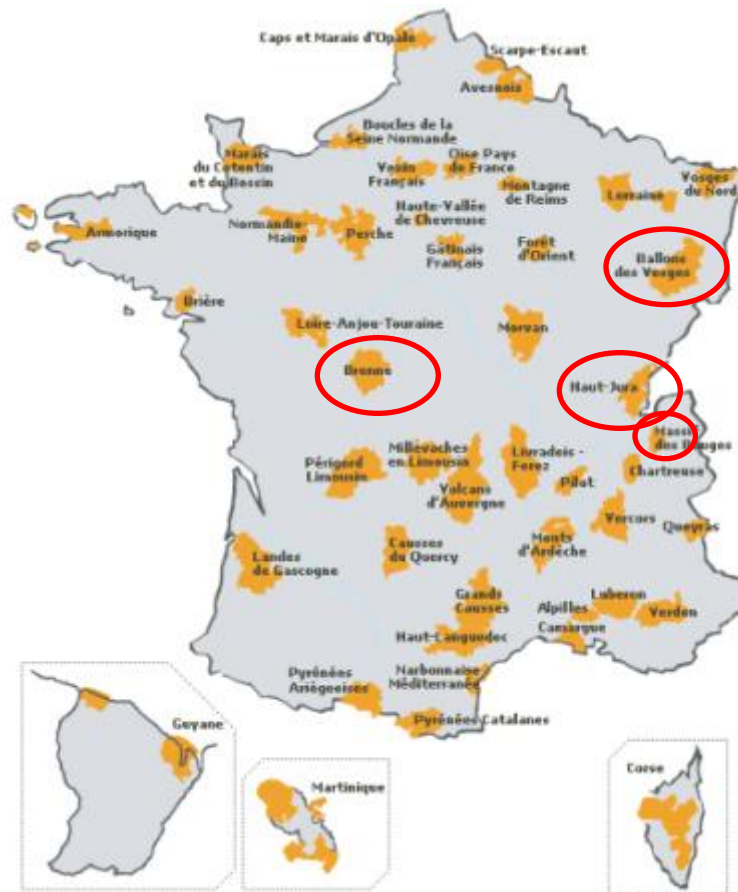 Caps et Marais d'Opale
Scarpe-Escaut
Avesnois
Boucles de la
Seine Normande
Marais
du Cotentin
et du Bessin
Vexin
Français
Oise Pays
de France
Montagne
de Reims
Lorraine
Vosges
du Nord
Haute-Vallée
de Chevreuse
Armorique
Normandie-
Maine
Perche
Gâtinais
Français
Forêt
d'Orient
Ballons
des Vosges
Brière
Loire-Anjou-Touraine
Morvan
Brenne
Haut-Jura
Massif
des Bauges
Périgord
Limousin
Millevaches
en Limousin
Livradois -
Forez
Chartreuse
Pilat
Volcans
d'Auvergne
Vercors
Queyras
Landes
de Gascogne
Causses
du Quercy
Monts
d'Ardèche
Grands
Causses
Luberon
Alpilles
Verdon
Camargue
Haut-Languedoc
Pyrénées
Ariégeoises
Narbonnaise
Méditerranée
Pyrénées Catalanes
Guyane
Martinique
Corse